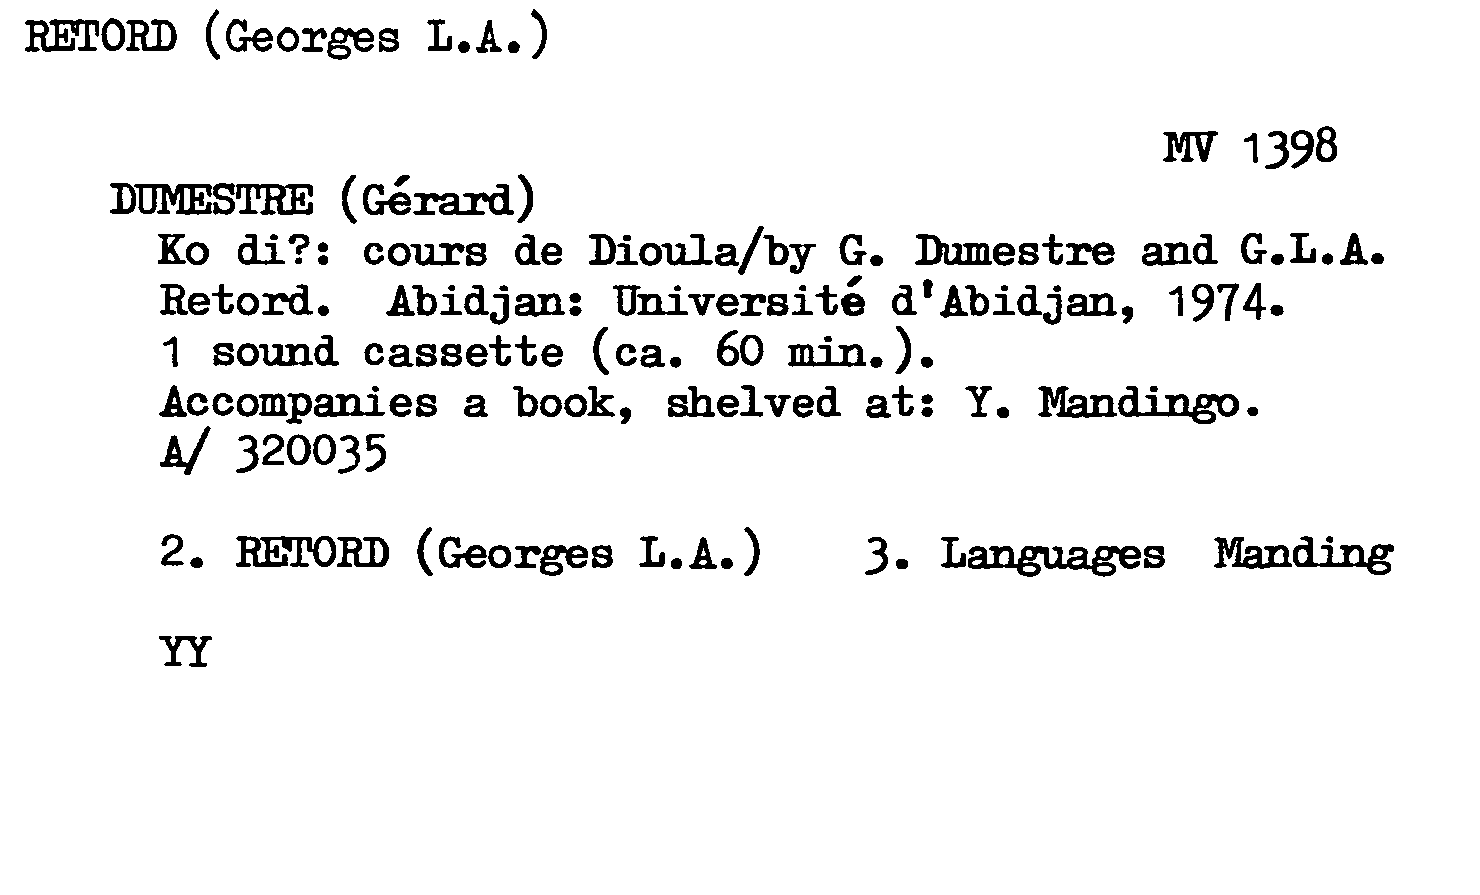 RETORD (Georges L.A.)
MV 1398
DUMESTRE (Gérard)
Ko di?: cours de Dioula/by G. Dumestre and G.L.A.
Retord. Abidjan: Université d'Abidjan, 1974.
1 sound cassette (ca. 60 min.).
Accompanies a book, shelved at: Y. Mandingo.
A/ 320035
2. RETORD (Georges L.A.) 3. Languages Manding
YY